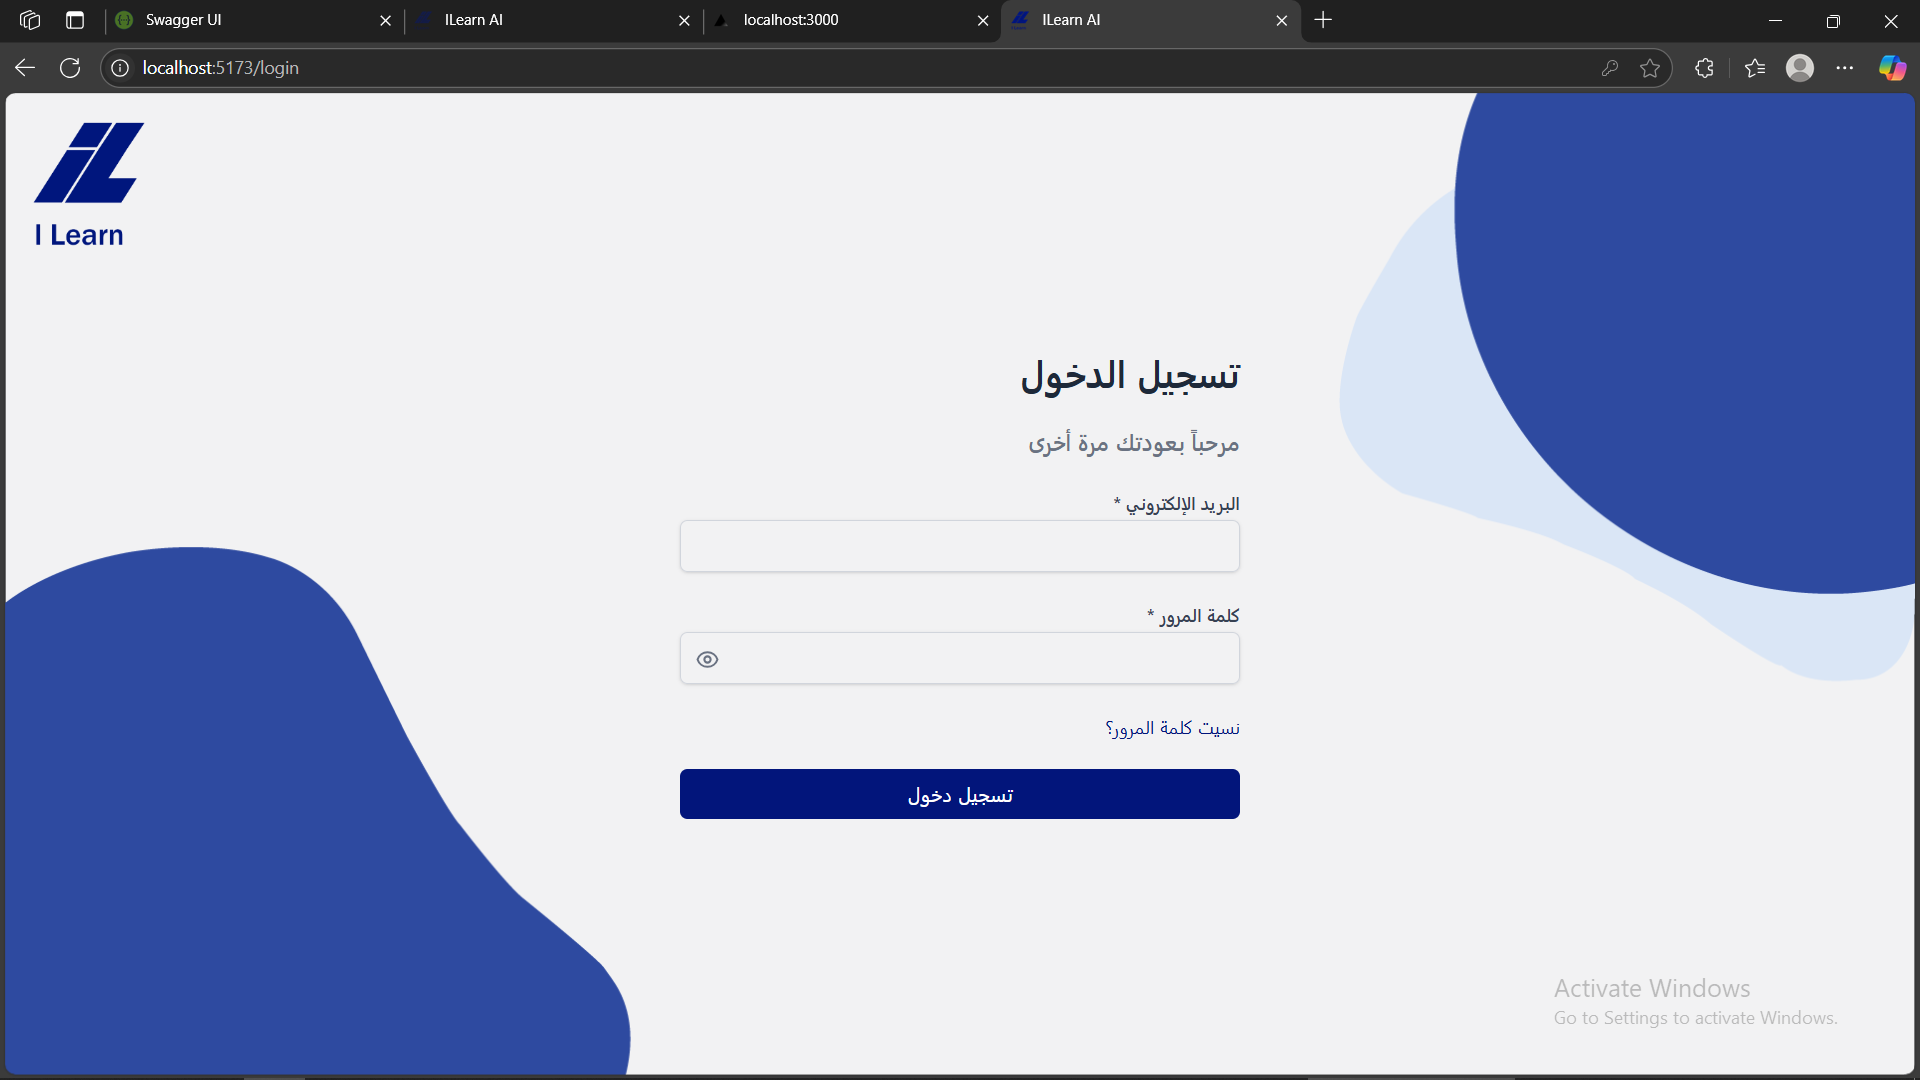 Swagger UI
ILearn AI
localhost:3000
ILearn AI
localhost:5173/login
IL
I Learn
تسجيل الدخول
مرحباً بعودتك مرة أخرى
البريد الإلكتروني *
كلمة المرور *
نسيت كلمة المرور؟
تسجيل دخول
Activate Windows
Go to Settings to activate Windows.